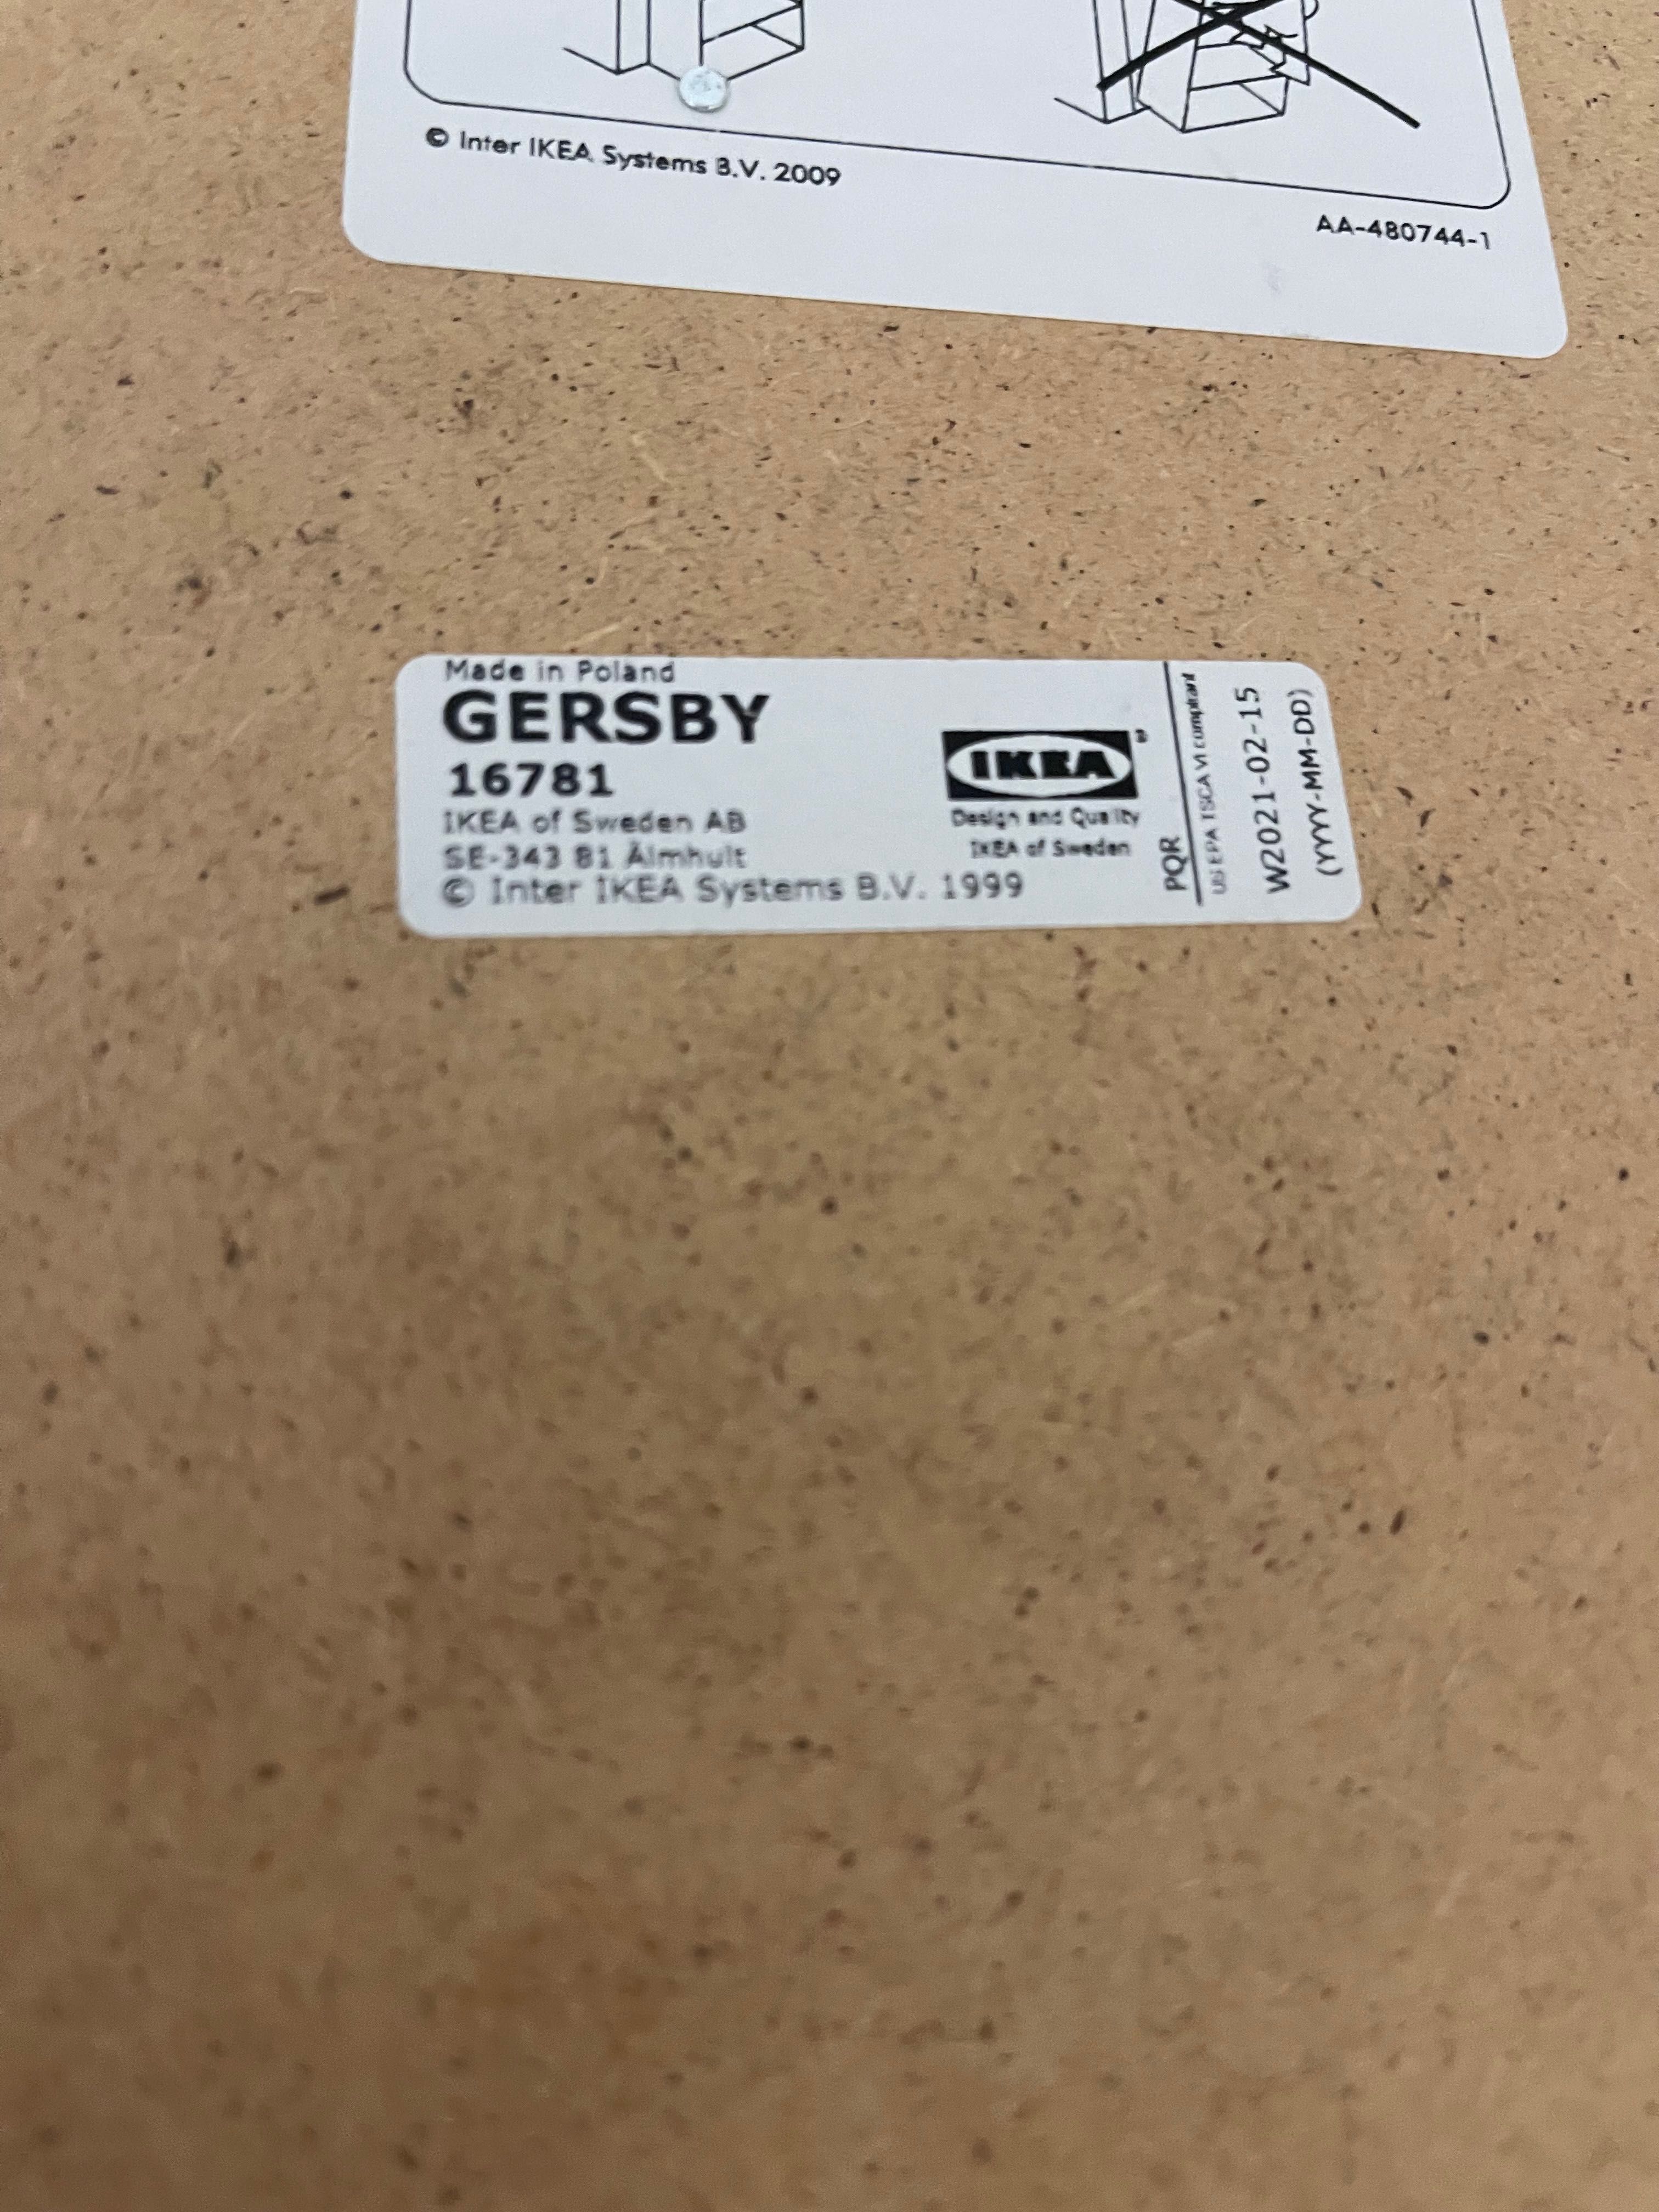 © Inter IKEA Systems B.V. 2009
AA-480744-1
Made in Poland
GERSBY
16781
IKEA of Sweden AB
SE-343 81 Älmhult
© Inter IKEA Systems B.V. 1999
IKEA®
Design and Quality
IKEA of Sweden
PQR
US EPA TSCA VI compliant
W2021-02-15
(YYYY-MM-DD)